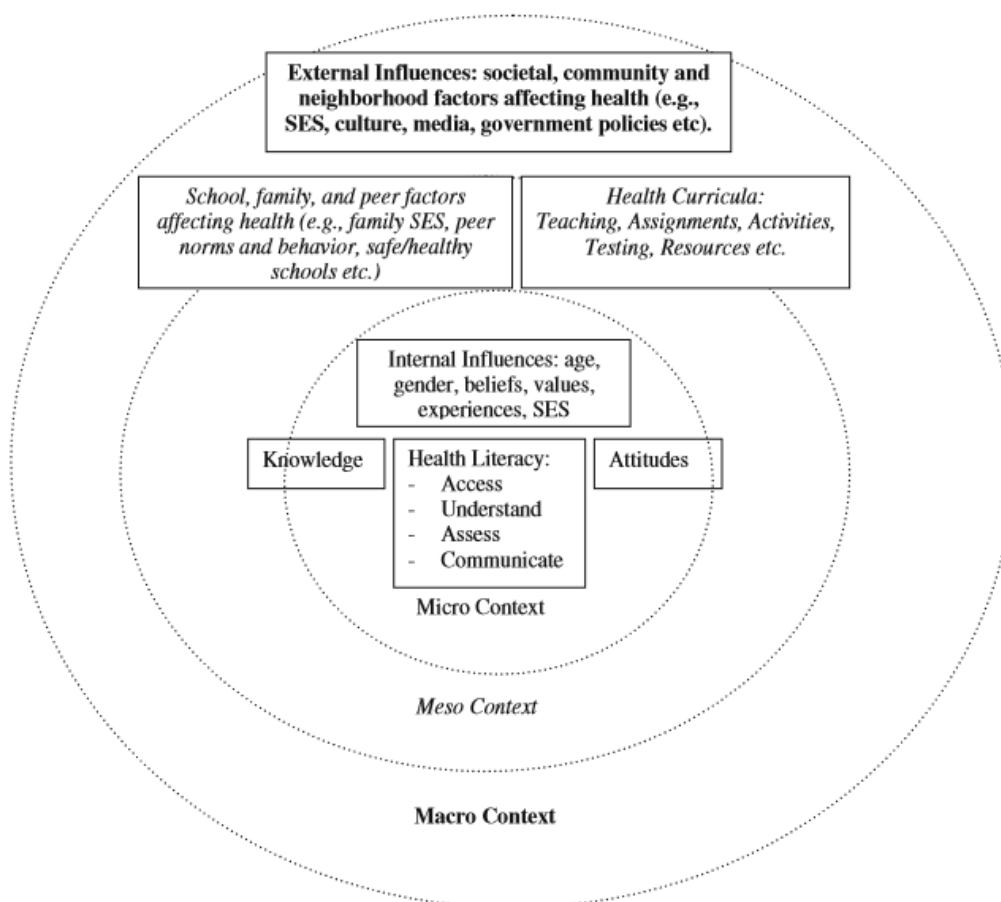 External Influences: societal, community and
neighborhood factors affecting health (e.g.,
SES, culture, media, government policies etc).
School, family, and peer factors
affecting health (e.g., family SES, peer
norms and behavior, safe/healthy
schools etc.)
Health Curricula:
Teaching, Assignments, Activities,
Testing, Resources etc.
Internal Influences: age,
gender, beliefs, values,
experiences, SES
Knowledge
Health Literacy:
- Access
- Understand
- Assess
- Communicate
Attitudes
Micro Context
Meso Context
Macro Context